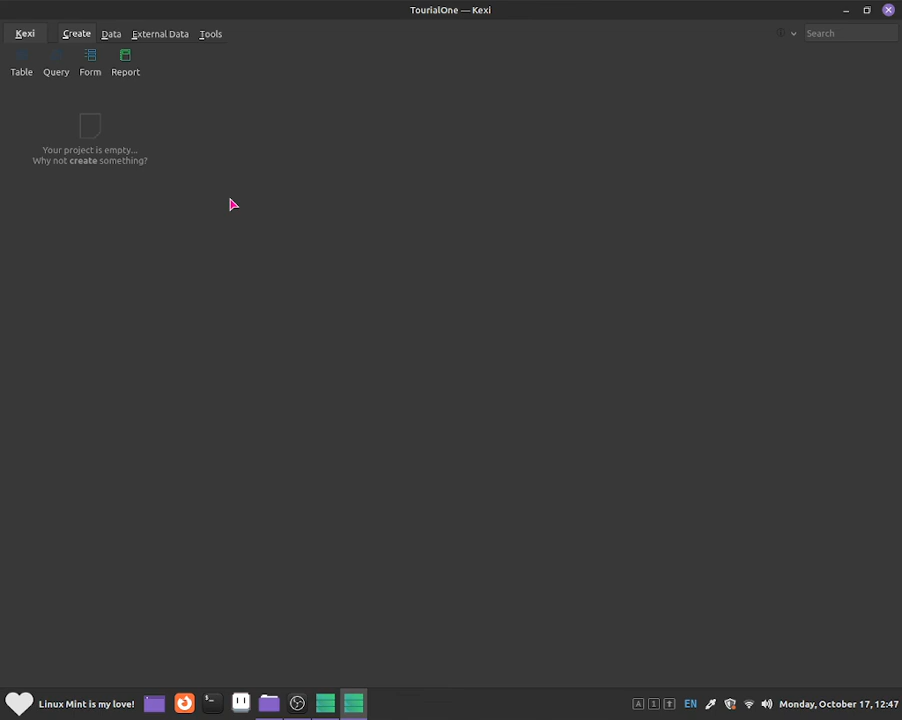 TourialOne — Kexi
Kexi Create Data External Data Tools Search
Table Query Form Report
Your project is empty...
Why not create something?
Linux Mint is my love! A 1 EN Monday, October 17, 12:47